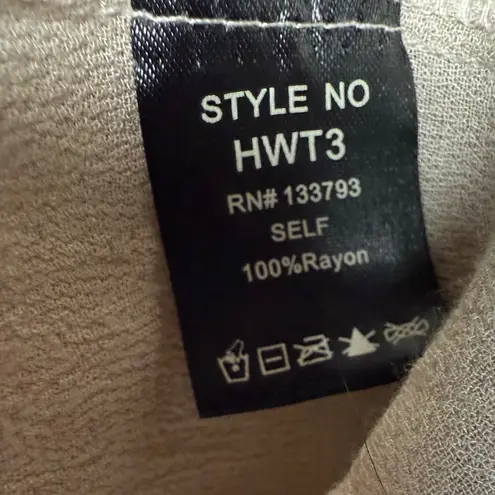 STYLE NO
HWT3
RN# 133793
SELF
100%Rayon